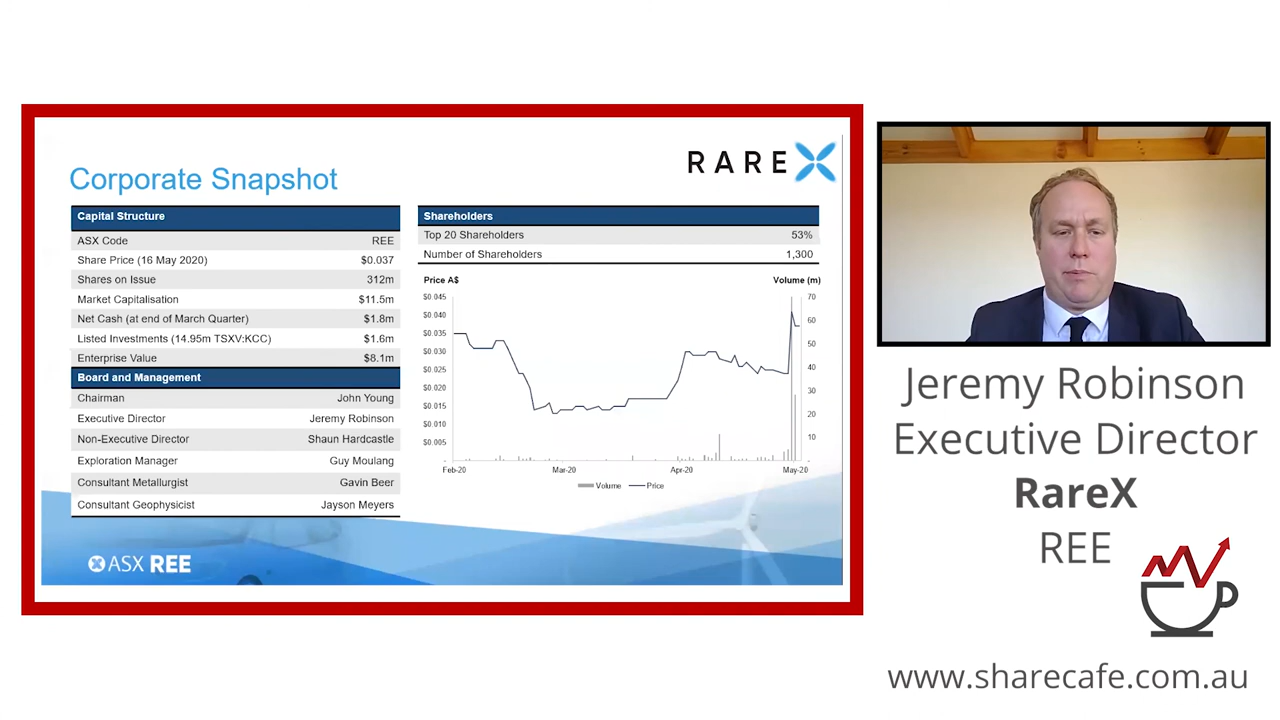 Corporate Snapshot
RARE X
Capital Structure
ASX Code REE
Share Price (16 May 2020) $0.037
Shares on Issue 312m
Market Capitalisation $11.5m
Net Cash (at end of March Quarter) $1.8m
Listed Investments (14.95m TSXV:KCC) $1.6m
Enterprise Value $8.1m
Board and Management
Chairman John Young
Executive Director Jeremy Robinson
Non-Executive Director Shaun Hardcastle
Exploration Manager Guy Moulang
Consultant Metallurgist Gavin Beer
Consultant Geophysicist Jayson Meyers
Shareholders
Top 20 Shareholders 53%
Number of Shareholders 1,300
Price A$ Volume (m)
$0.045 70
$0.040 60
$0.035
$0.030 50
$0.025 40
$0.020 30
$0.015 20
$0.010
$0.005 10
- -
Feb-20 Mar-20 Apr-20 May-20
Volume Price
ASX REE
Jeremy Robinson
Executive Director
RareX
REE
www.sharecafe.com.au